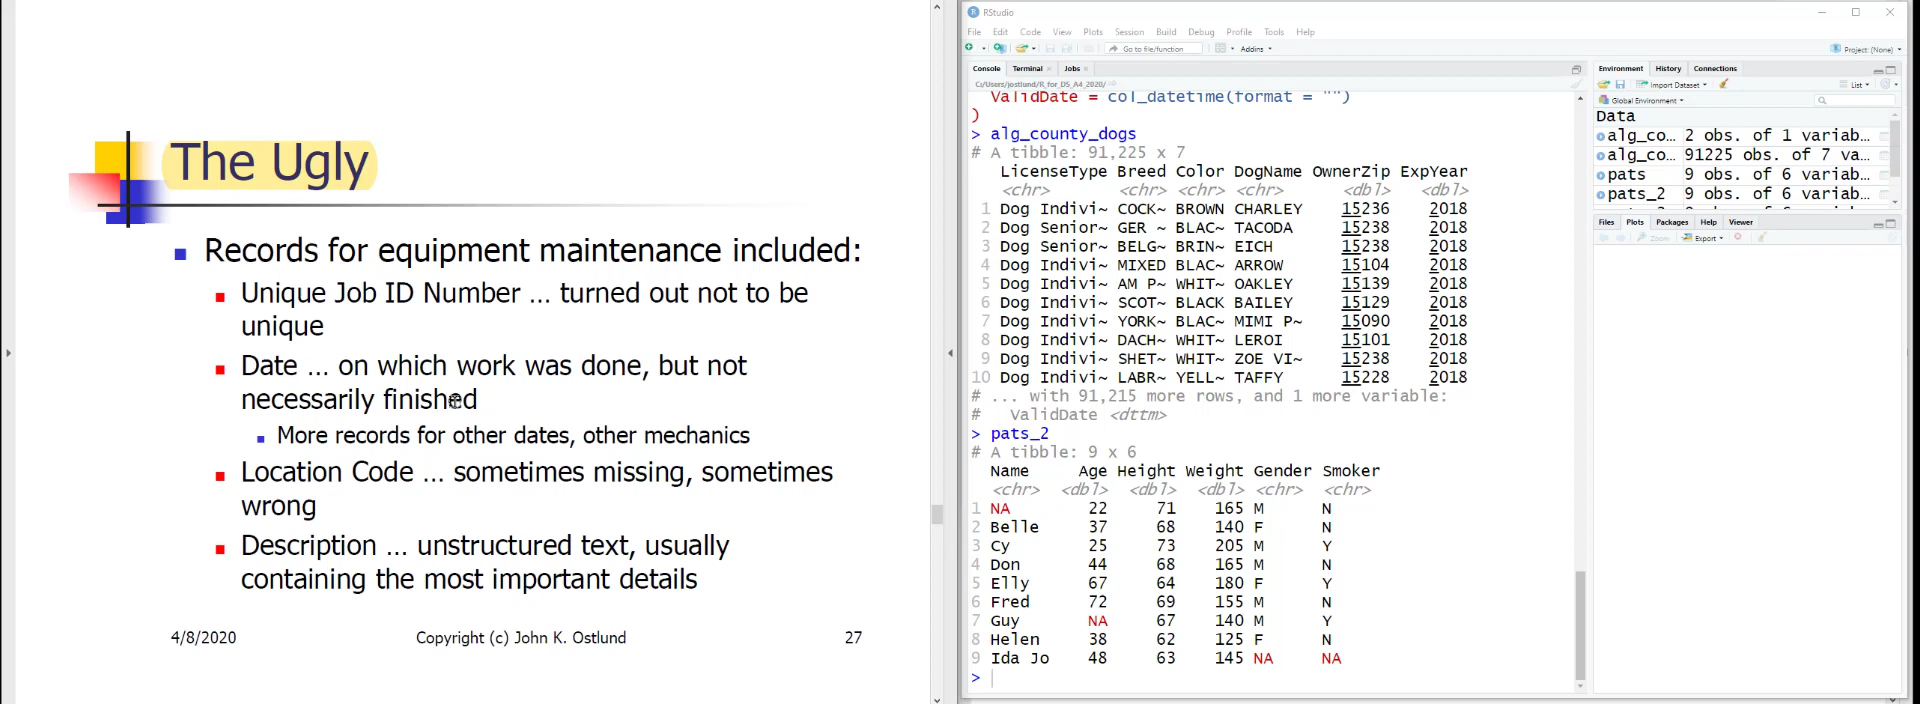 The Ugly
Records for equipment maintenance included:
Unique Job ID Number ... turned out not to be
unique
Date ... on which work was done, but not
necessarily finished
More records for other dates, other mechanics
Location Code ... sometimes missing, sometimes
wrong
Description ... unstructured text, usually
containing the most important details
4/8/2020 Copyright (c) John K. Ostlund 27
RStudio
File Edit Code View Plots Session Build Debug Profile Tools Help
Go to file/function Addins Project: (None)
Console Terminal Jobs
C:/Users/jostlund/R_for_DS_A4_2020/
ValidDate = col_datetime(format = "")
)
> alg_county_dogs
# A tibble: 91,225 x 7
LicenseType Breed Color DogName OwnerZip ExpYear
<chr> <chr> <chr> <chr> <dbl> <dbl>
1 Dog Indivi~ COCK~ BROWN CHARLEY 15236 2018
2 Dog Senior~ GER ~ BLAC~ TACODA 15238 2018
3 Dog Senior~ BELG~ BRIN~ EICH 15238 2018
4 Dog Indivi~ MIXED BLAC~ ARROW 15104 2018
5 Dog Indivi~ AM P~ WHIT~ OAKLEY 15139 2018
6 Dog Indivi~ SCOT~ BLACK BAILEY 15129 2018
7 Dog Indivi~ YORK~ BLAC~ MIMI P~ 15090 2018
8 Dog Indivi~ DACH~ WHIT~ LEROI 15101 2018
9 Dog Indivi~ SHET~ WHIT~ ZOE VI~ 15238 2018
10 Dog Indivi~ LABR~ YELL~ TAFFY 15228 2018
# ... with 91,215 more rows, and 1 more variable:
# ValidDate <dttm>
> pats_2
# A tibble: 9 x 6
Name Age Height Weight Gender Smoker
<chr> <dbl> <dbl> <dbl> <chr> <chr>
1 NA 22 71 165 M N
2 Belle 37 68 140 F N
3 Cy 25 73 205 M Y
4 Don 44 68 165 M N
5 Elly 67 64 180 F Y
6 Fred 72 69 155 M N
7 Guy NA 67 140 M Y
8 Helen 38 62 125 F N
9 Ida Jo 48 63 145 NA NA
>
Environment History Connections
Import Dataset List
Global Environment
Data
alg_co... 2 obs. of 1 variab...
alg_co... 91225 obs. of 7 va...
pats 9 obs. of 6 variab...
pats_2 9 obs. of 6 variab...
Files Plots Packages Help Viewer
Zoom Export